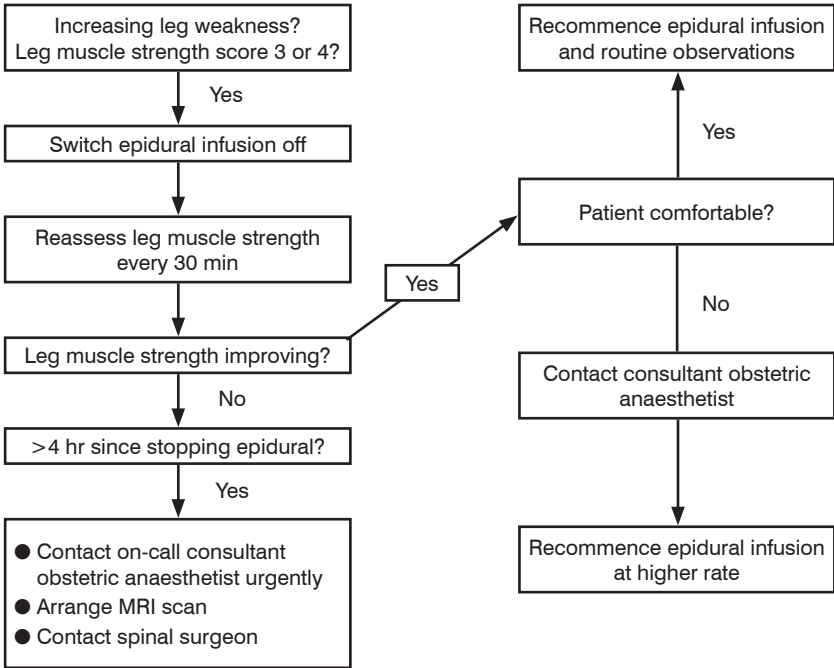 Increasing leg weakness?
Leg muscle strength score 3 or 4?
Yes
Switch epidural infusion off
Reassess leg muscle strength
every 30 min
Leg muscle strength improving?
No
>4 hr since stopping epidural?
Yes
● Contact on-call consultant
obstetric anaesthetist urgently
● Arrange MRI scan
● Contact spinal surgeon
Yes
Recommence epidural infusion
and routine observations
Yes
Patient comfortable?
No
Contact consultant obstetric
anaesthetist
Recommence epidural infusion
at higher rate